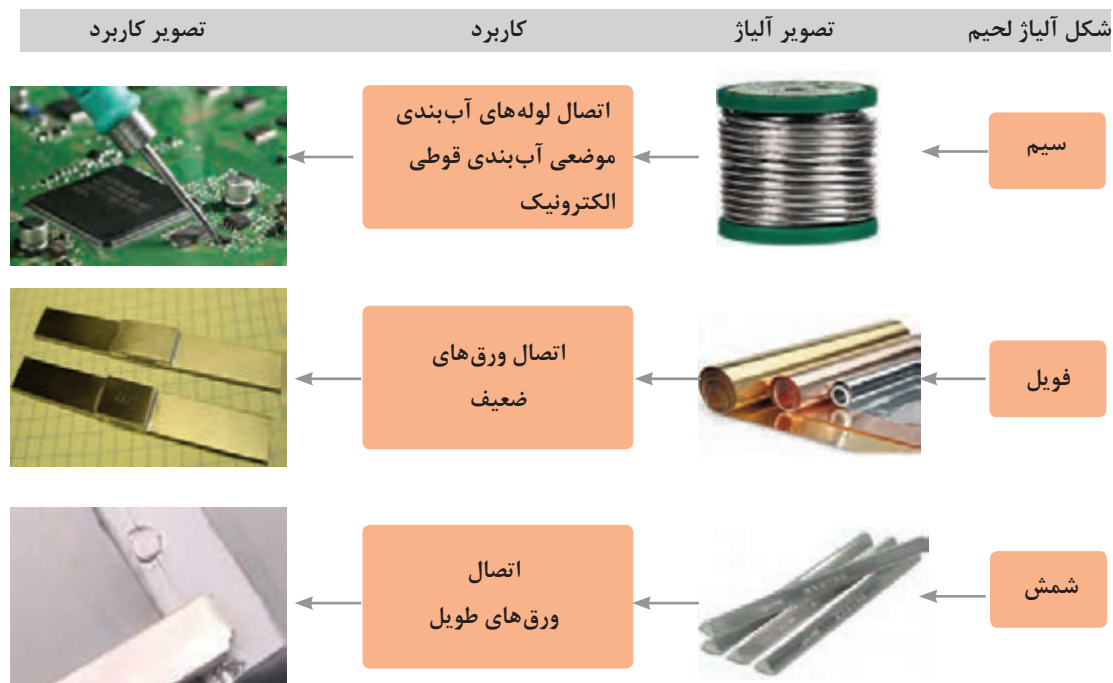 شکل آلیاژ لحیم
تصویر آلیاژ
کاربرد
تصویر کاربرد
سیم
اتصال لوله‌های آب‌بندی
موضعی آب‌بندی قوطی
الکترونیک
فویل
اتصال ورق‌های
ضعیف
شمش
اتصال
ورق‌های طویل